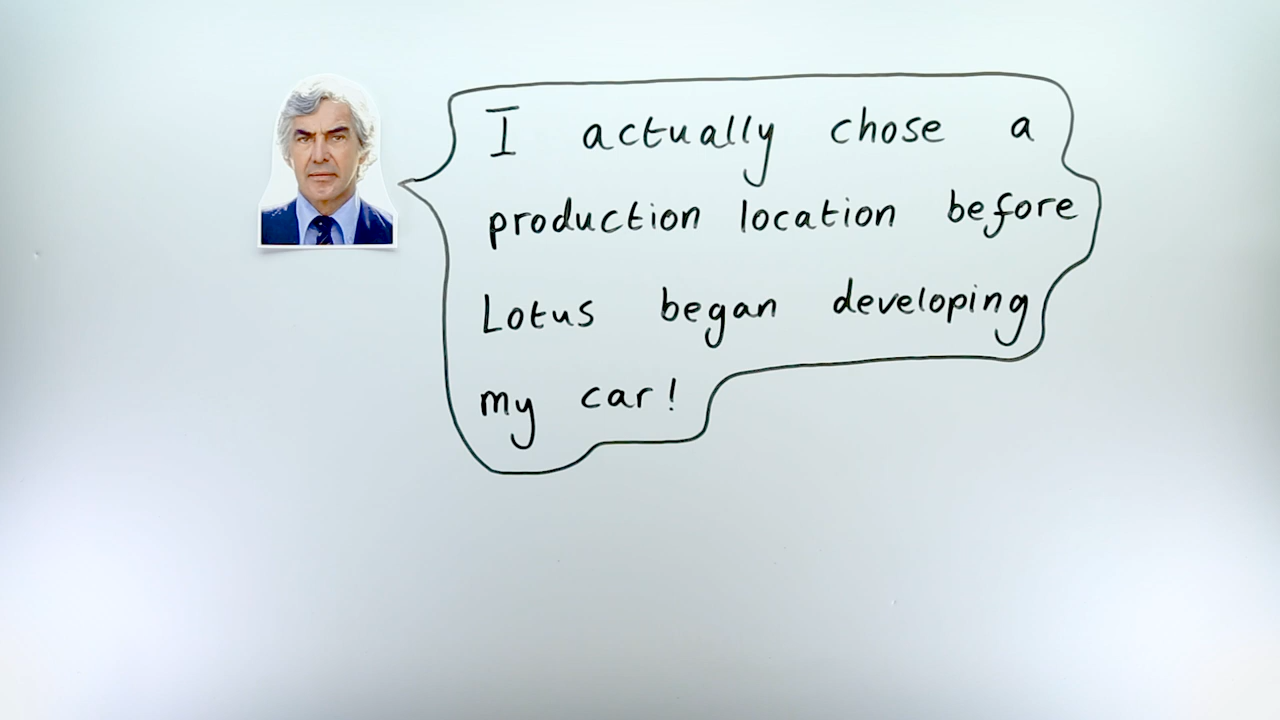 I actually chose a
production location before
Lotus began developing
my car!